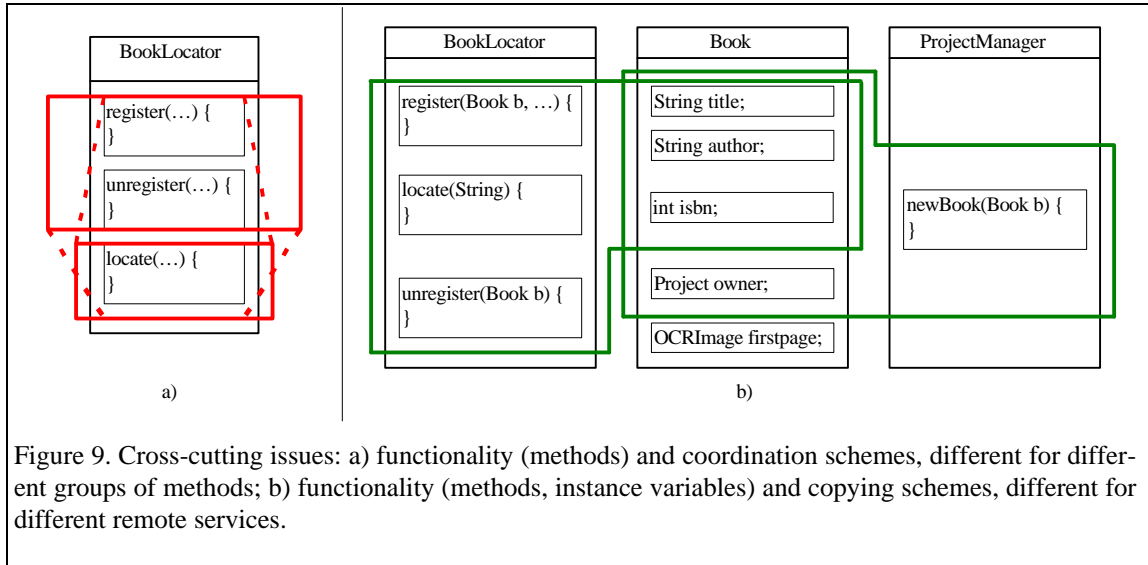 BookLocator
register(…) {
}
unregister(…) {
}
locate(…) {
}
a)
BookLocator
register(Book b, …) {
}
locate(String) {
}
unregister(Book b) {
}
Book
String title;
String author;
int isbn;
Project owner;
OCRImage firstpage;
ProjectManager
newBook(Book b) {
}
b)
Figure 9. Cross-cutting issues: a) functionality (methods) and coordination schemes, different for differ-
ent groups of methods; b) functionality (methods, instance variables) and copying schemes, different for
different remote services.